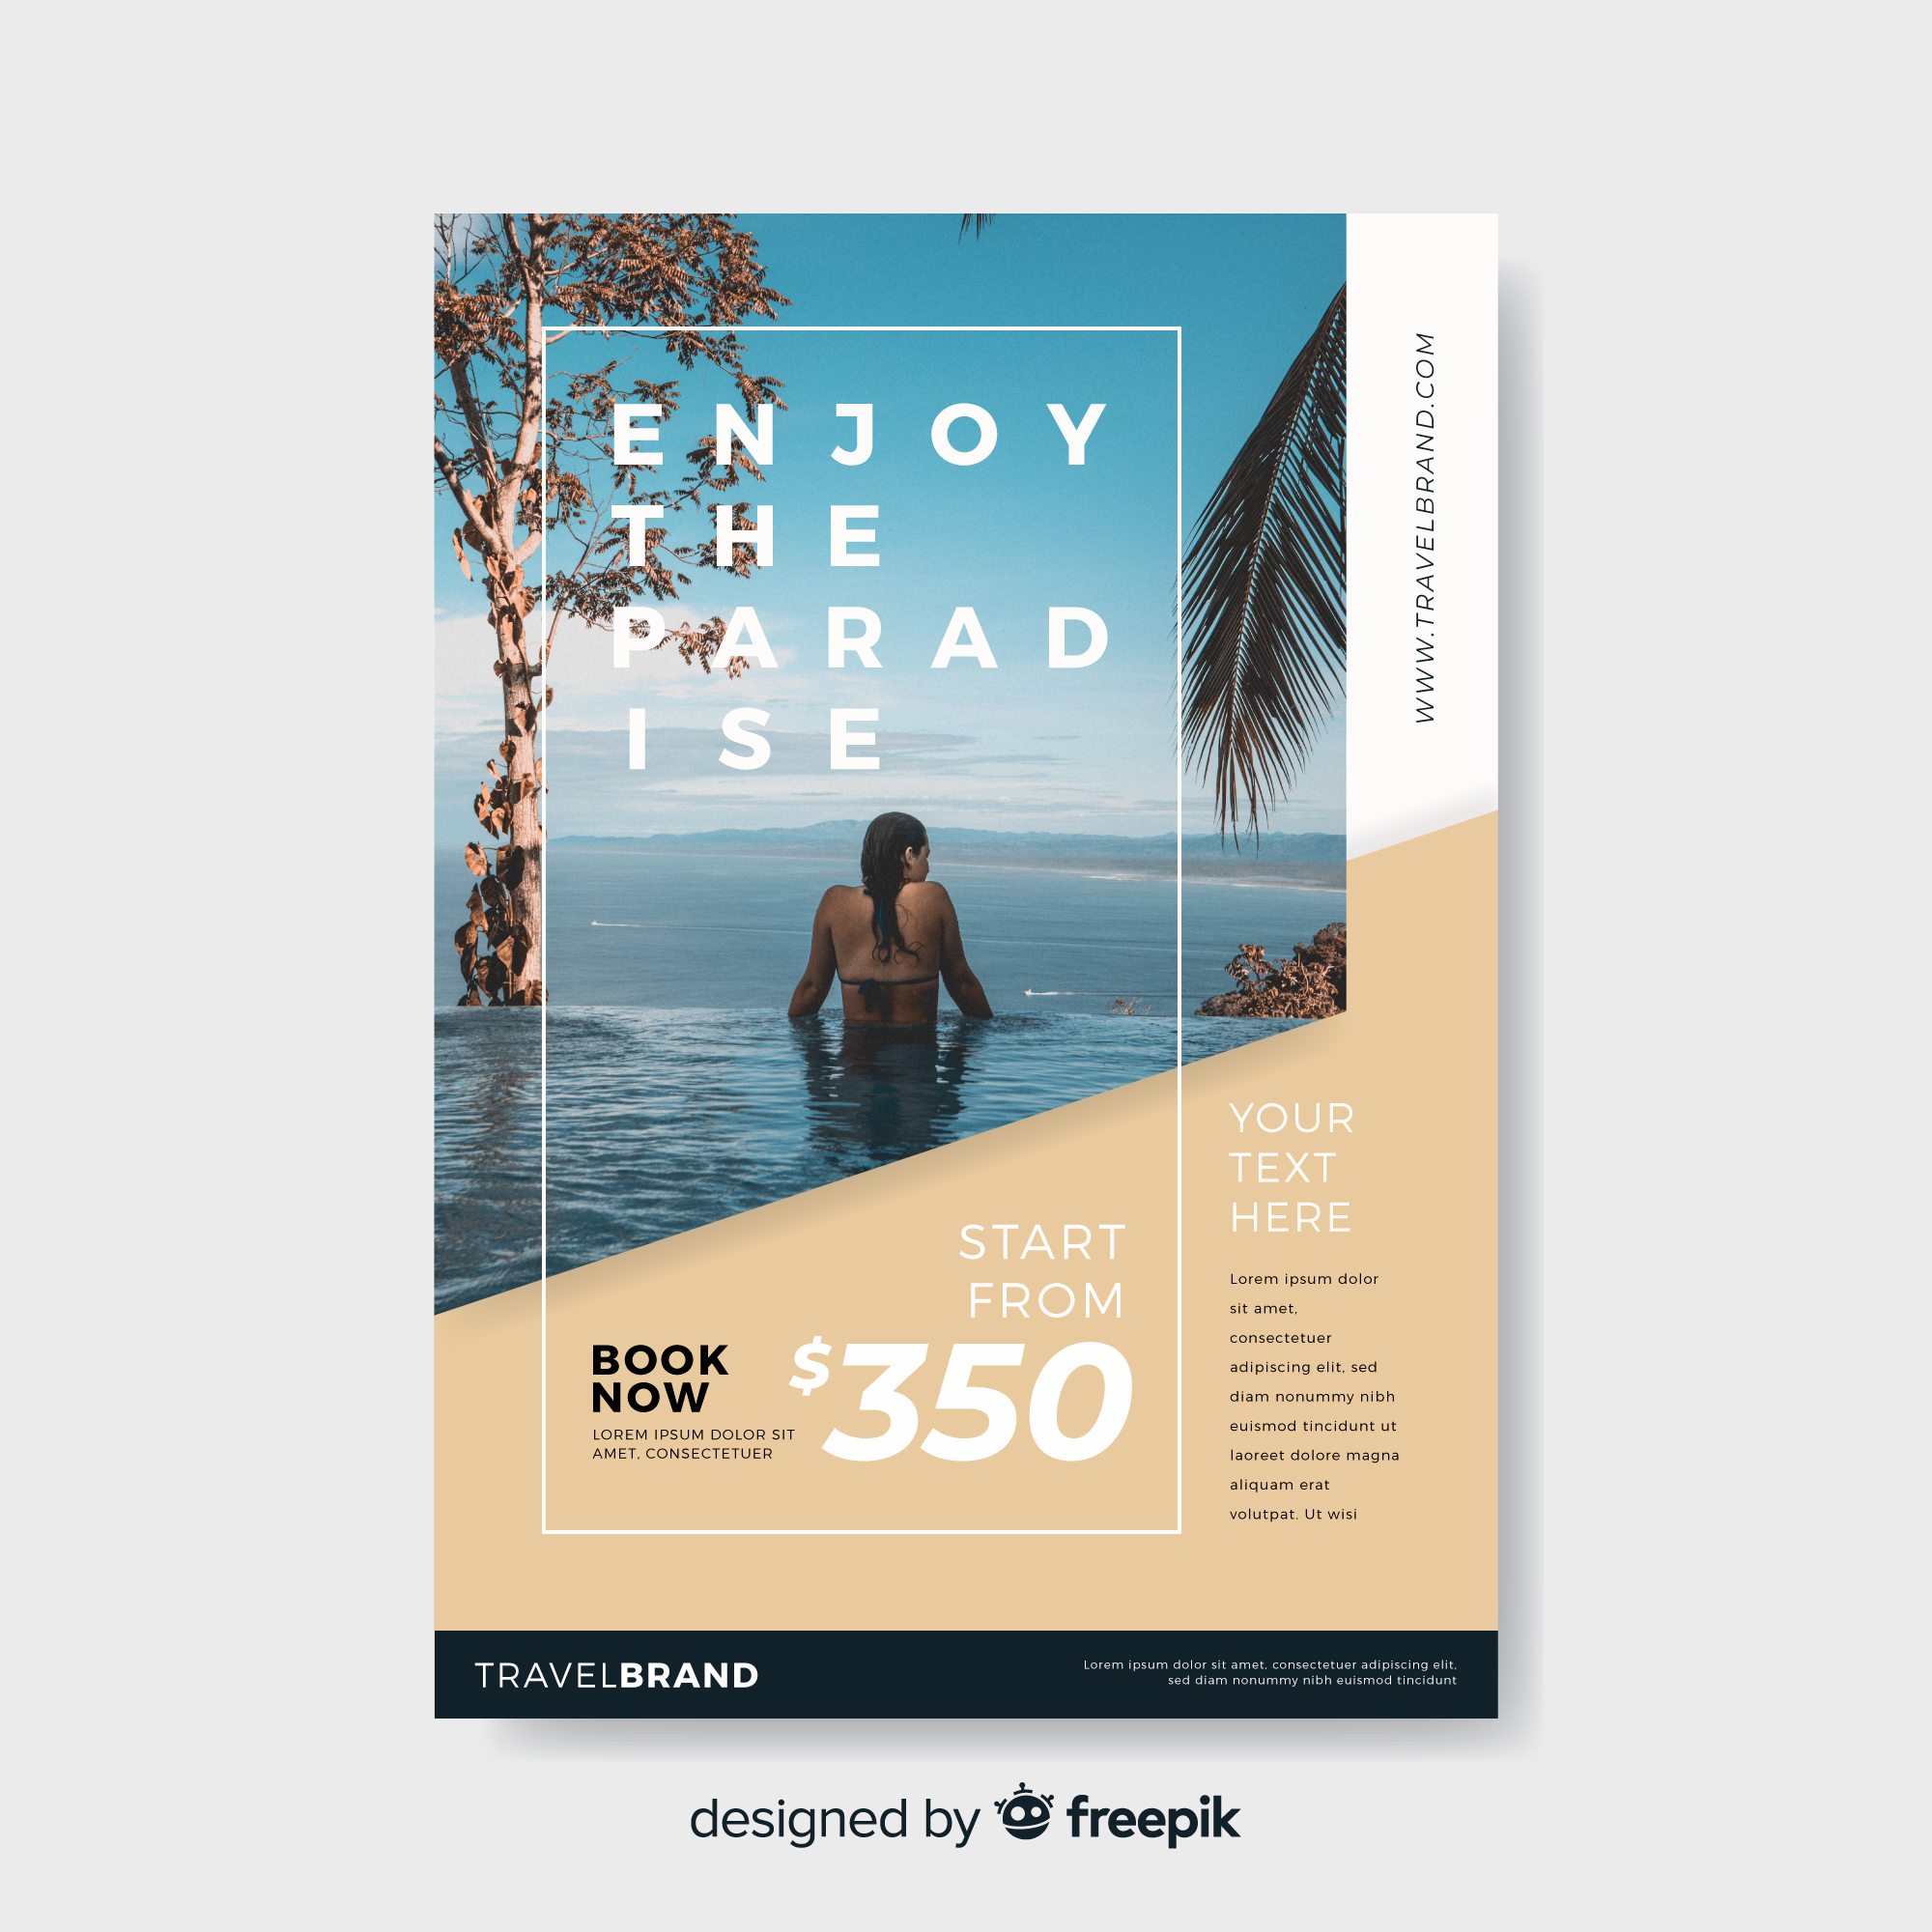 ENJOY
THE
PARAD
ISE
WWW.TRAVELBRAND.COM
START
FROM
$350
BOOK
NOW
LOREM IPSUM DOLOR SIT
AMET, CONSECTETUER
YOUR
TEXT
HERE
Lorem ipsum dolor
sit amet,
consectetuer
adipiscing elit, sed
diam nonummy nibh
euismod tincidunt ut
laoreet dolore magna
aliquam erat
volutpat. Ut wisi
TRAVELBRAND
Lorem ipsum dolor sit amet, consectetuer adipiscing elit,
sed diam nonummy nibh euismod tincidunt
designed by freepik